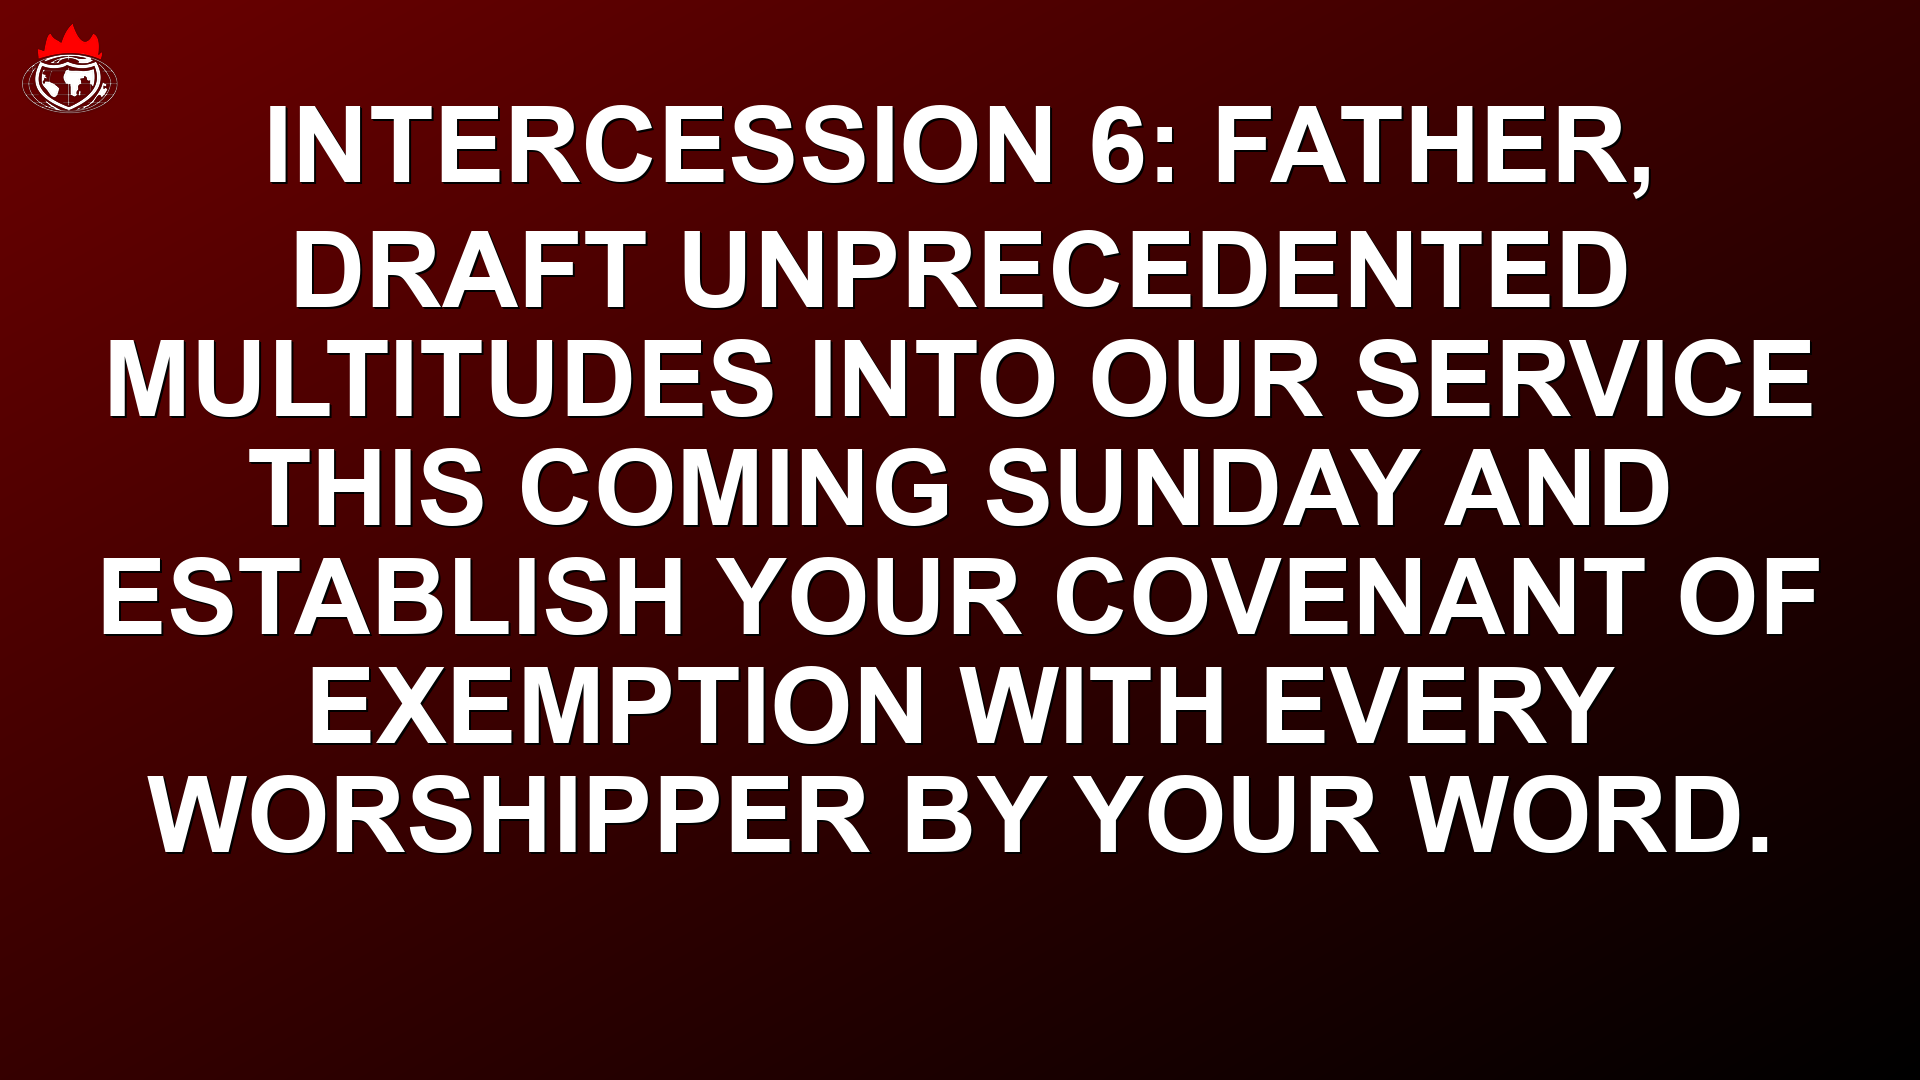 INTERCESSION 6: FATHER,
DRAFT UNPRECEDENTED
MULTITUDES INTO OUR SERVICE
THIS COMING SUNDAY AND
ESTABLISH YOUR COVENANT OF
EXEMPTION WITH EVERY
WORSHIPPER BY YOUR WORD.